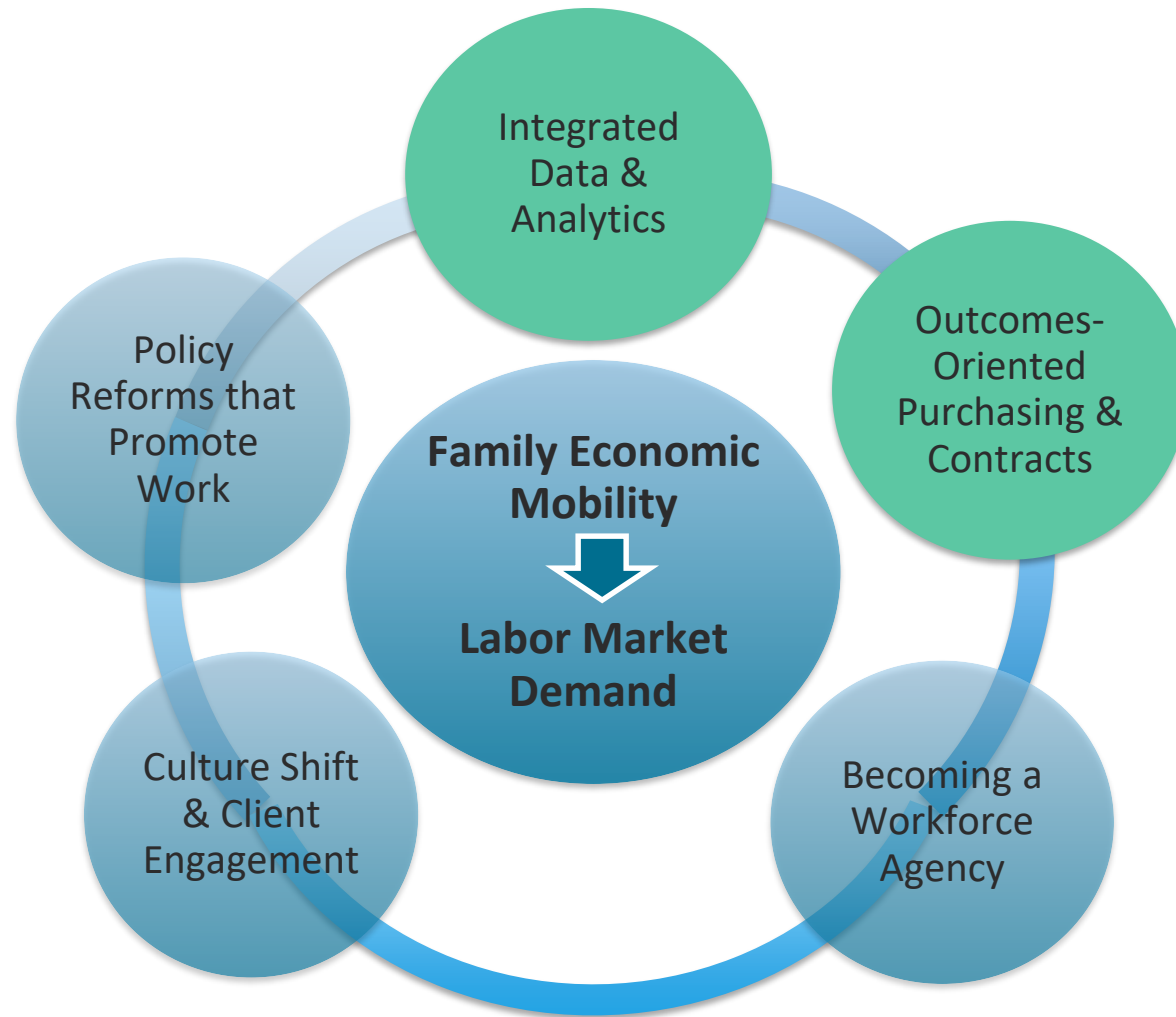 Integrated
Data &
Analytics
Outcomes-
Oriented
Purchasing &
Contracts
Becoming a
Workforce
Agency
Culture Shift
& Client
Engagement
Policy
Reforms that
Promote
Work
Family Economic
Mobility
Labor Market
Demand